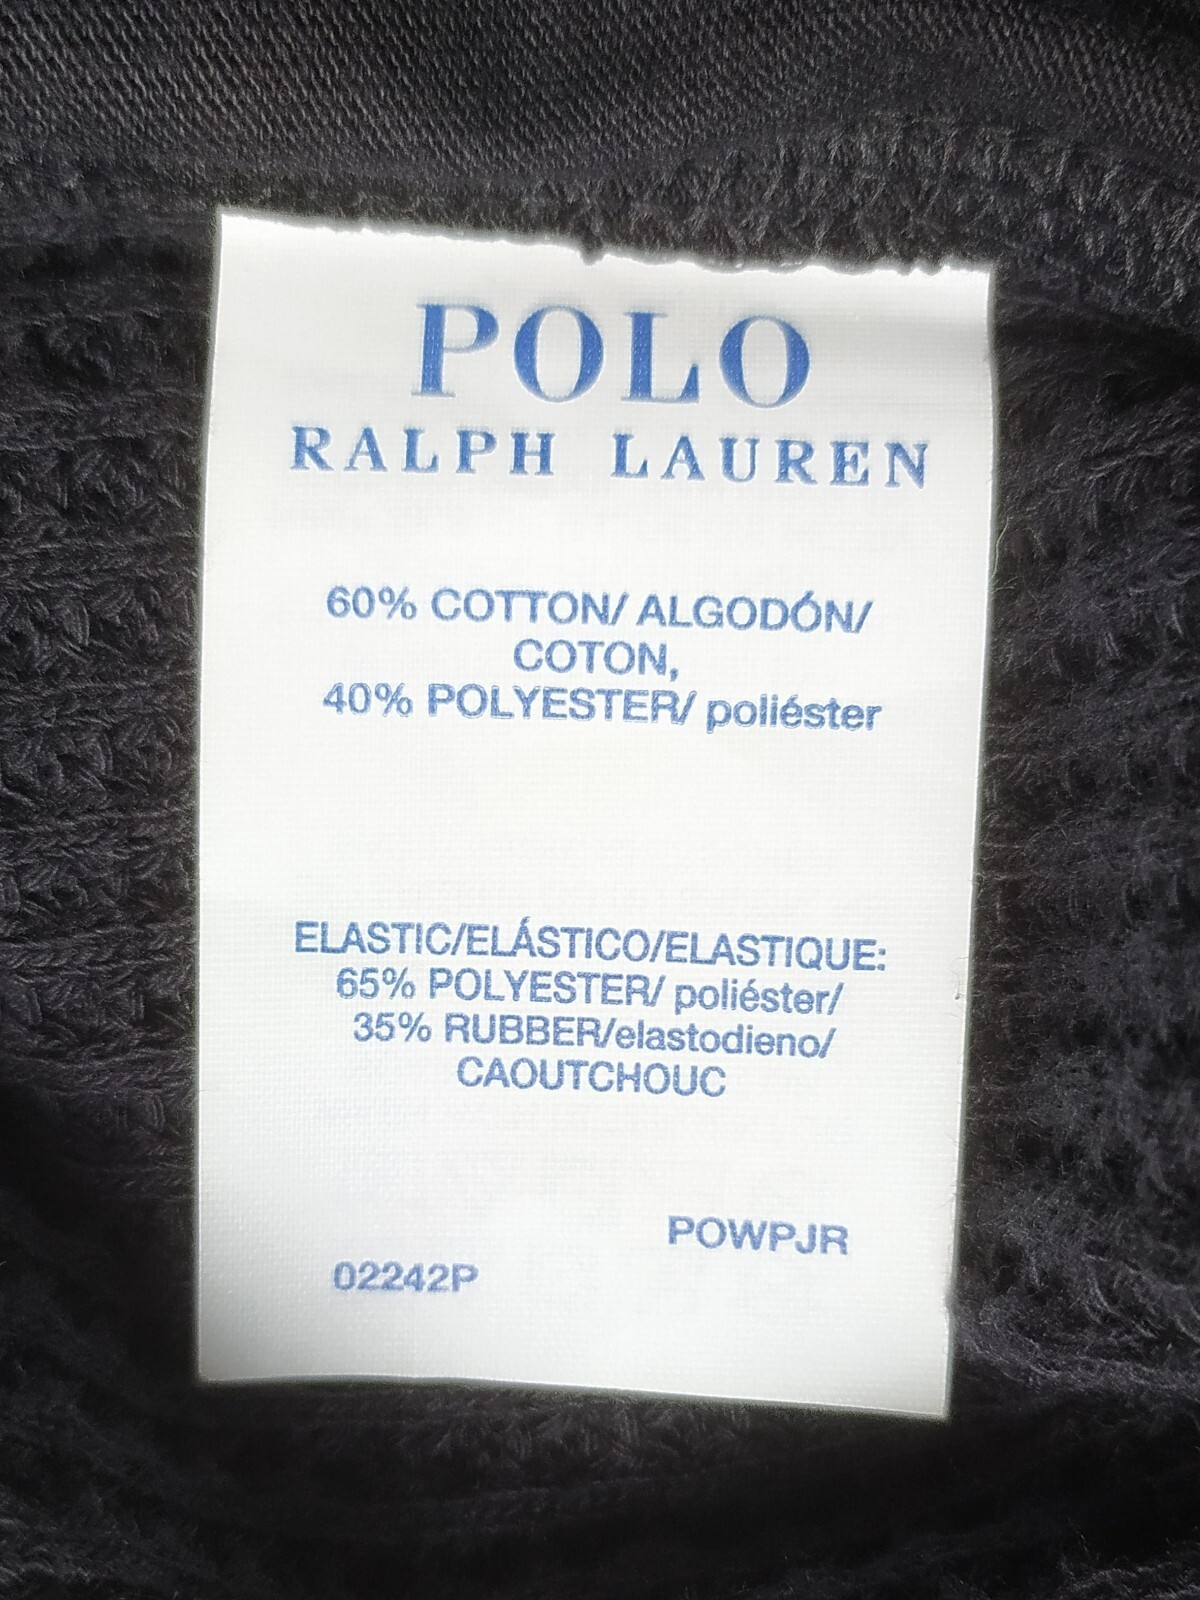 POLO
RALPH LAUREN
60% COTTON/ ALGODÓN/
COTON,
40% POLYESTER/ poliéster
ELASTIC/ELÁSTICO/ELASTIQUE:
65% POLYESTER/ poliéster/
35% RUBBER/elastodieno/
CAOUTCHOUC
POWPJR
02242P